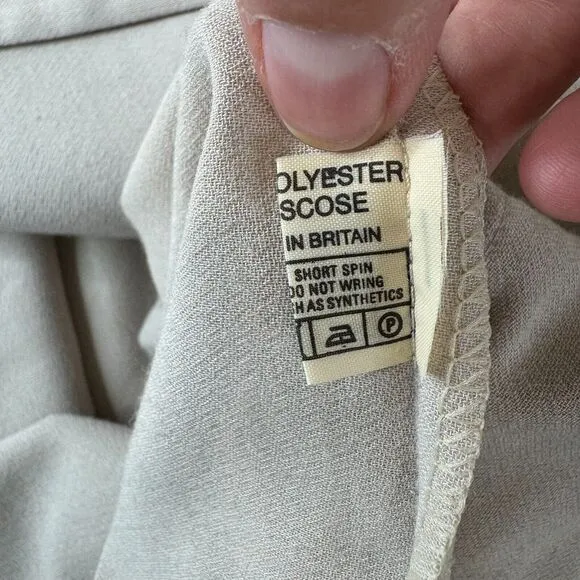 OLYESTER
SCOSE
IN BRITAIN
SHORT SPIN
DO NOT WRING
H AS SYNTHETICS
P